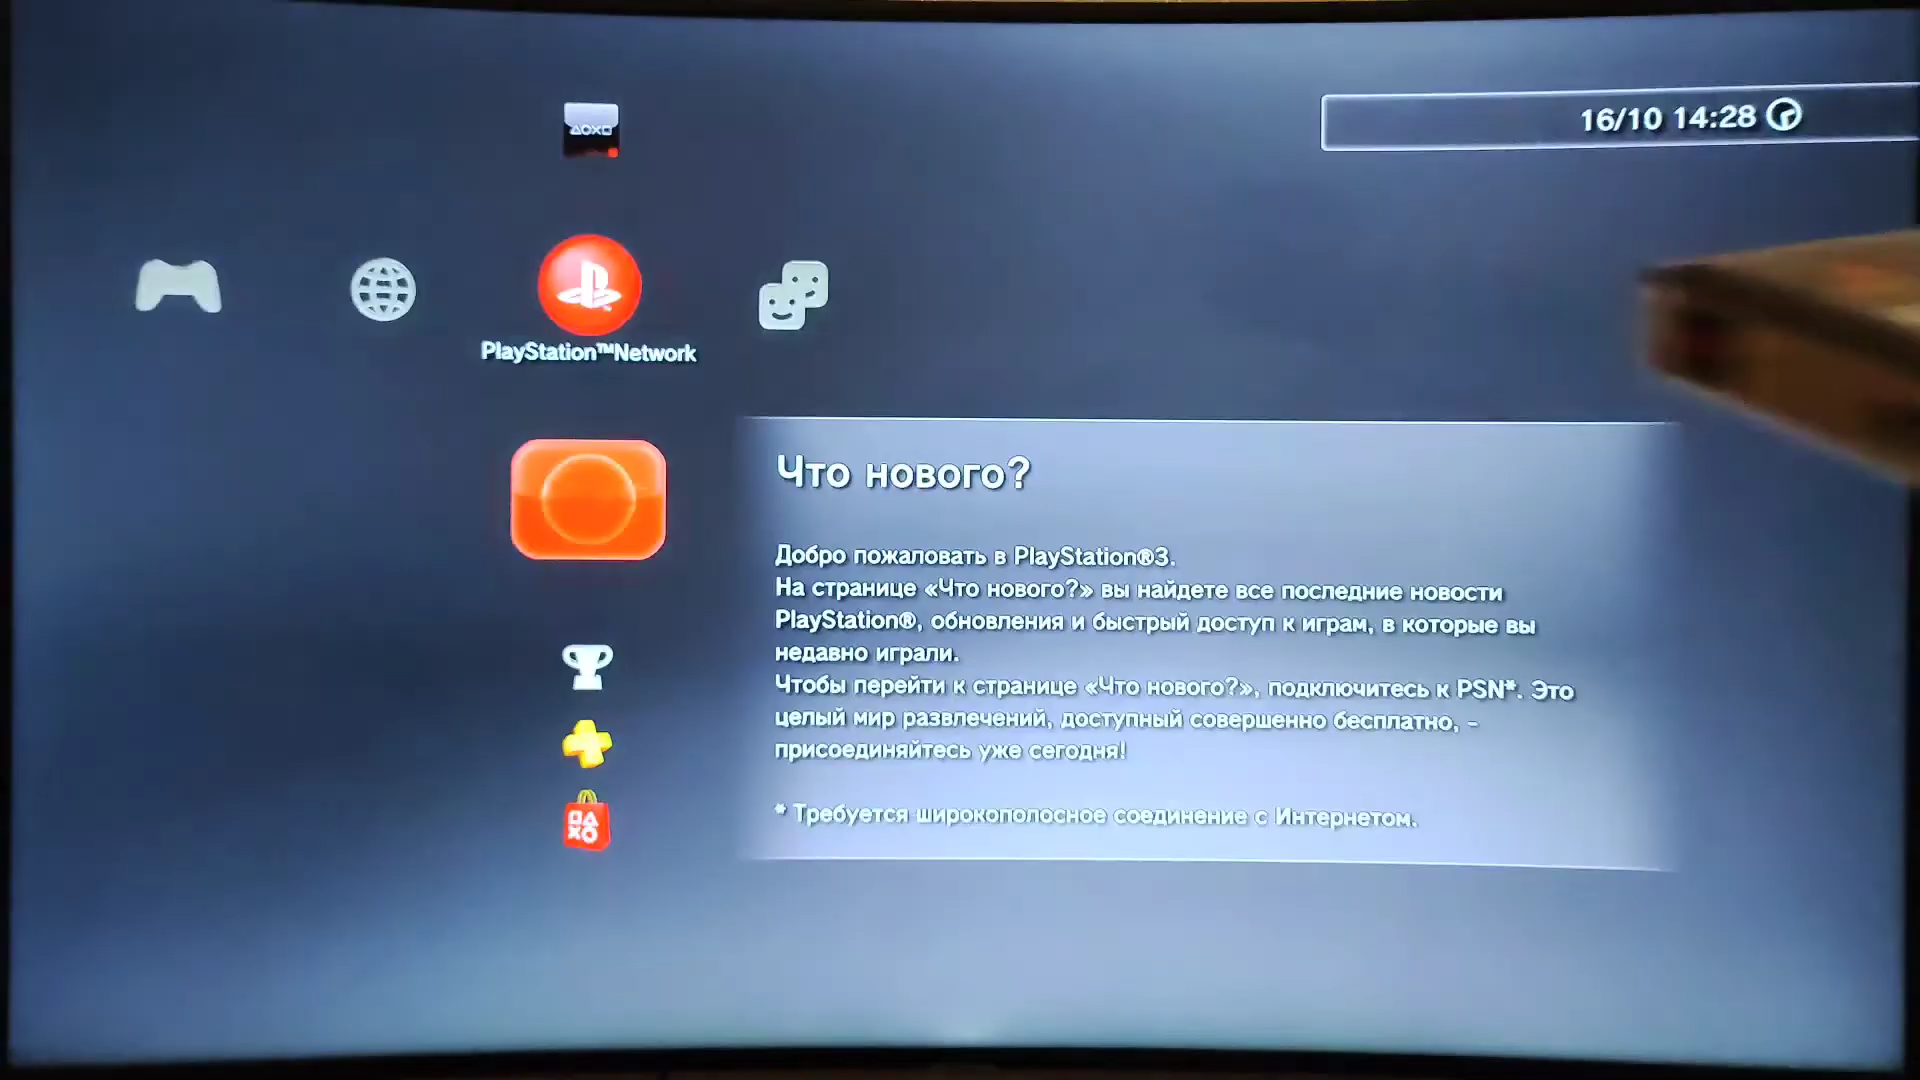 16/10 14:28
PlayStation™Network
Что нового?
Добро пожаловать в PlayStation®3.
На странице «Что нового?» вы найдете все последние новости
PlayStation®, обновления и быстрый доступ к играм, в которые вы
недавно играли.
Чтобы перейти к странице «Что нового?», подключитесь к PSN*. Это
целый мир развлечений, доступный совершенно бесплатно, –
присоединяйтесь уже сегодня!
* Требуется широкополосное соединение с Интернетом.